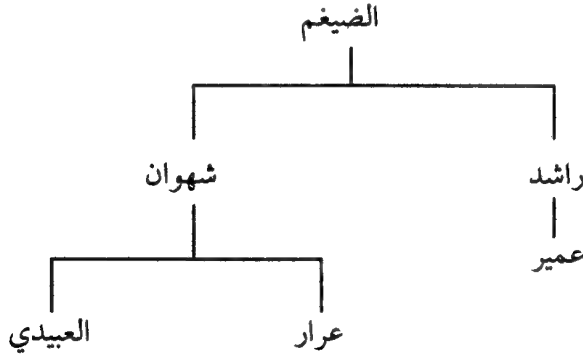 الضيغم
راشد شهوان
عمير
عرار العبيدي